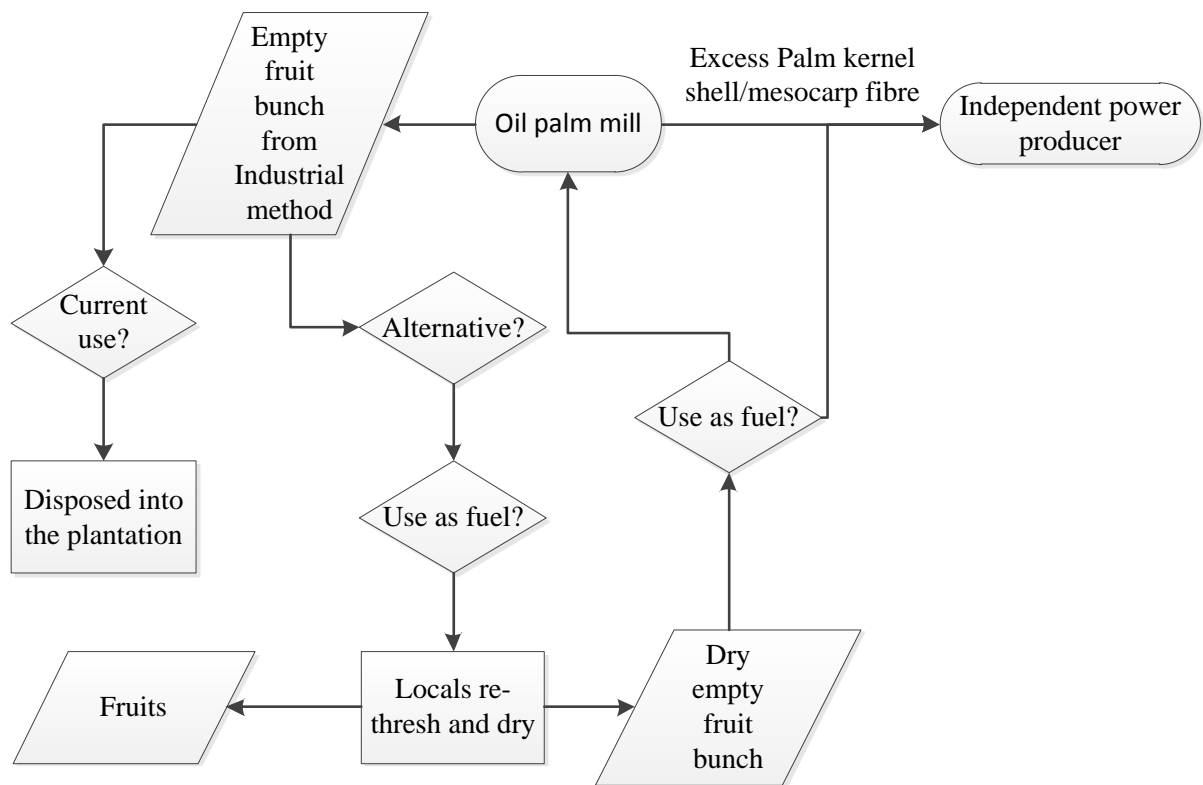 Empty
fruit
bunch
from
Industrial
method
Oil palm mill
Excess Palm kernel
shell/mesocarp fibre
Independent power
producer
Current
use?
Alternative?
Use as fuel?
Disposed into
the plantation
Use as fuel?
Fruits
Locals re-
thresh and dry
Dry
empty
fruit
bunch